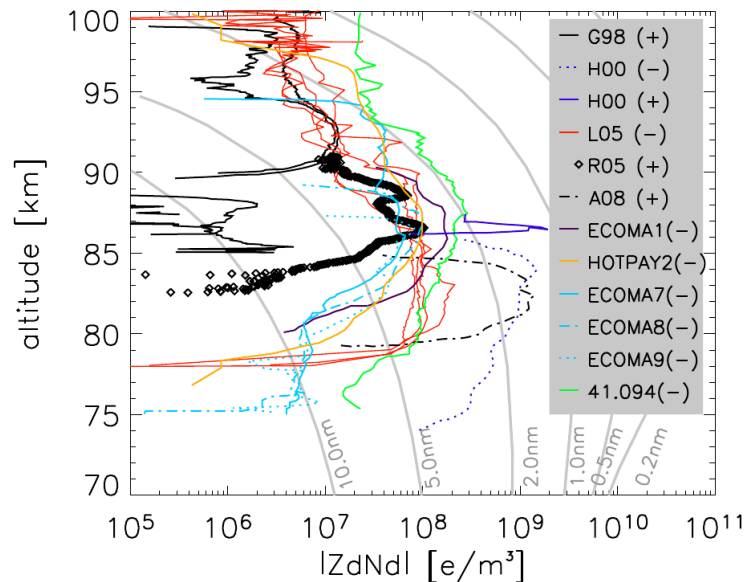 100
95
90
85
80
75
70
altitude [km]
G98 (+)
H00 (−)
H00 (+)
L05 (−)
R05 (+)
A08 (+)
ECOMA1(−)
HOTPAY2(−)
ECOMA7(−)
ECOMA8(−)
ECOMA9(−)
41.094(−)
10.0nm
5.0nm
2.0nm
1.0nm
0.5nm
0.2nm
10⁵
10⁶
10⁷
10⁸
10⁹
10¹⁰
10¹¹
|ZdNd| [e/m³]